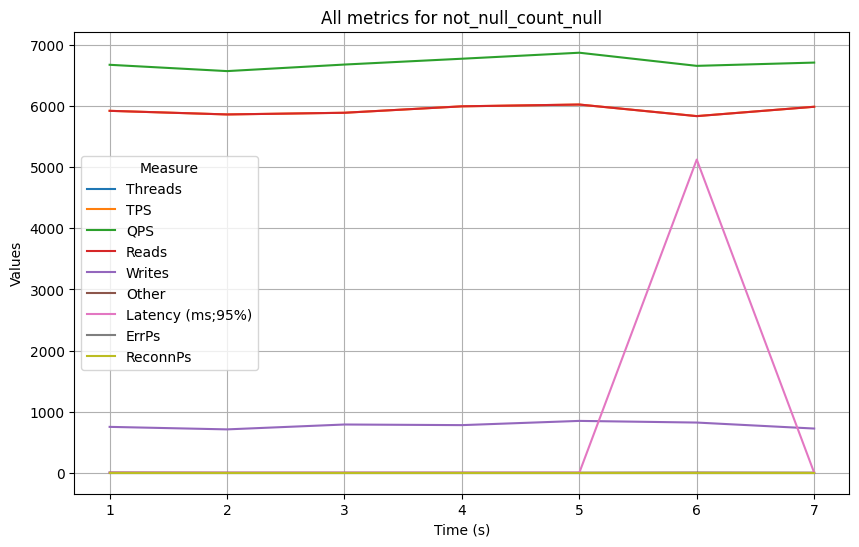 All metrics for not_null_count_null
7000
6000
5000
4000
3000
2000
1000
0
Values
Measure
Threads
TPS
QPS
Reads
Writes
Other
Latency (ms;95%)
ErrPs
ReconnPs
1 2 3 4 5 6 7
Time (s)